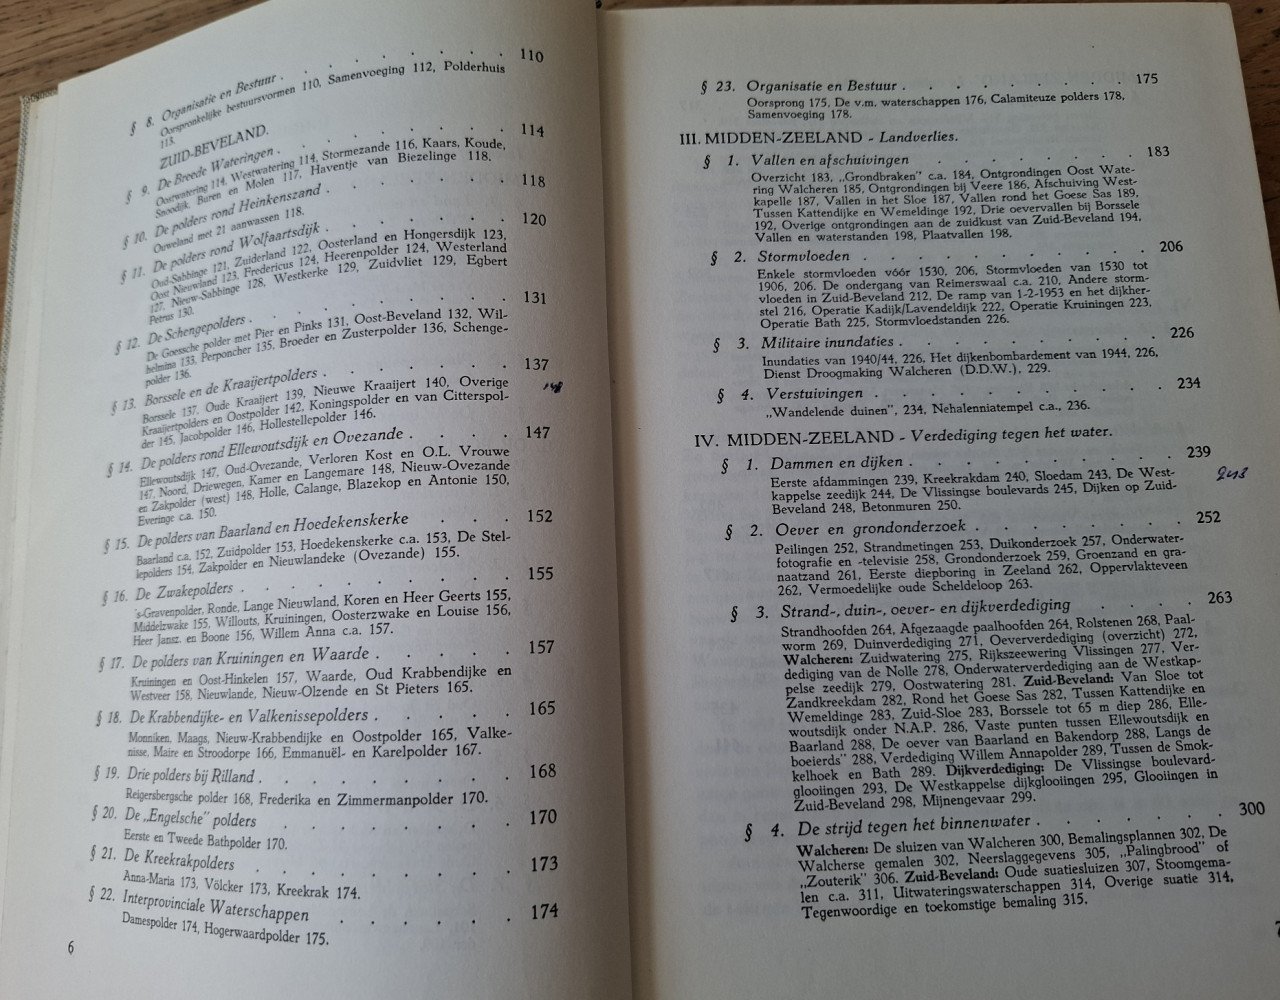 § 8. Organisatie en Bestuur . . . . . . . 110
Oorspronkelijke bestuursvormen 110, Samenvoeging 112, Polderhuis
113.
ZUID-BEVELAND.
§ 9. De Breede Wateringen . . . . . . . 114
Oostwatering 114, Westwatering 114, Stormezande 116, Kaars, Koude,
Snoodijk, Buren en Molen 117, Haventje van Biezelinge 118.
§ 10. De polders rond Heinkenszand . . . . . 118
Ouweland met 21 aanwassen 118.
§ 11. De polders rond Wolfaartsdijk . . . . . 120
Oud-Sabbinge 121, Zuiderland 122, Oosterland en Hongersdijk 123,
Oost Nieuwland 123, Fredericus 124, Heerenpolder 124, Westerland
127, Nieuw-Sabbinge 128, Westkerke 129, Zuidvliet 129, Egbert
Petrus 130.
§ 12. De Schengepolders . . . . . . . 131
De Goessche polder met Pier en Pinks 131, Oost-Beveland 132, Wil-
helmina 133, Perponcher 135, Broeder en Zusterpolder 136, Schenge-
polder 136.
§ 13. Borssele en de Kraaijertpolders . . . . . 137
Borssele 137, Oude Kraaijert 139, Nieuwe Kraaijert 140, Overige
Kraaijertpolders en Oostpolder 142, Koningspolder en van Citterspol-
der 145, Jacobpolder 146, Hollestellepolder 146.
§ 14. De polders rond Ellewoutsdijk en Ovezande . . . . 147
Ellewoutsdijk 147, Oud-Ovezande, Verloren Kost en O.L. Vrouwe
147, Noord, Driewegen, Kamer en Langemare 148, Nieuw-Ovezande
en Zakpolder (west) 148, Holle, Calange, Blazekop en Antonie 150,
Everinge c.a. 150.
§ 15. De polders van Baarland en Hoedekenskerke . . . 152
Baarland c.a. 152, Zuidpolder 153, Hoedekenskerke c.a. 153, De Stel-
lepolders 154, Zakpolder en Nieuwlandeke (Ovezande) 155.
§ 16. De Zwakepolders . . . . . . . . 155
's-Gravenpolder, Ronde, Lange Nieuwland, Koren en Heer Geerts 155,
Middelzwake 155, Willouts, Kruiningen, Oosterzwake en Louise 156,
Heer Jansz. en Boone 156, Willem Anna c.a. 157.
§ 17. De polders van Kruiningen en Waarde . . . . 157
Kruiningen en Oost-Hinkelen 157, Waarde, Oud Krabbendijke en
Westveer 158, Nieuwlande, Nieuw-Olzende en St Pieters 165.
§ 18. De Krabbendijke- en Valkenissepolders . . . . 165
Monniken, Maags, Nieuw-Krabbendijke en Oostpolder 165, Valke-
nisse, Maire en Stroodorpe 166, Emmanuël- en Karelpolder 167.
§ 19. Drie polders bij Rilland . . . . . . . 168
Reigersbergsche polder 168, Frederika en Zimmermanpolder 170.
§ 20. De „Engelsche" polders . . . . . . 170
Eerste en Tweede Bathpolder 170.
§ 21. De Kreekrakpolders . . . . . . . 173
Anna-Maria 173, Völcker 173, Kreekrak 174.
§ 22. Interprovinciale Waterschappen . . . . . 174
Damespolder 174, Hogerwaardpolder 175.
6
§ 23. Organisatie en Bestuur . . . . . . . 175
Oorsprong 175, De v.m. waterschappen 176, Calamiteuze polders 178,
Samenvoeging 178.
III. MIDDEN-ZEELAND - Landverlies.
§ 1. Vallen en afschuivingen . . . . . . 183
Overzicht 183, „Grondbraken" c.a. 184, Ontgrondingen Oost Wate-
ring Walcheren 185, Ontgrondingen bij Veere 186, Afschuiving West-
kapelle 187, Vallen in het Sloe 187, Vallen rond het Goese Sas 189,
Tussen Kattendijke en Wemeldinge 192, Drie oevervallen bij Borssele
192, Overige ontgrondingen aan de zuidkust van Zuid-Beveland 194,
Vallen en waterstanden 198, Plaatvallen 198.
§ 2. Stormvloeden . . . . . . . . 206
Enkele stormvloeden vóór 1530, 206, Stormvloeden van 1530 tot
1906, 206. De ondergang van Reimerswaal c.a. 210, Andere storm-
vloeden in Zuid-Beveland 212, De ramp van 1-2-1953 en het dijkher-
stel 216, Operatie Kadijk/Lavendeldijk 222, Operatie Kruiningen 223,
Operatie Bath 225, Stormvloedstanden 226.
§ 3. Militaire inundaties . . . . . . . 226
Inundaties van 1940/44, 226, Het dijkenbombardement van 1944, 226,
Dienst Droogmaking Walcheren (D.D.W.), 229.
§ 4. Verstuivingen . . . . . . . . 234
„Wandelende duinen", 234, Nehalenniatempel c.a., 236.
IV. MIDDEN-ZEELAND - Verdediging tegen het water.
§ 1. Dammen en dijken . . . . . . . 239
Eerste afdammingen 239, Kreekrakdam 240, Sloedam 243, De West-
kappelse zeedijk 244, De Vlissingse boulevards 245, Dijken op Zuid-
Beveland 248, Betonmuren 250.
§ 2. Oever en grondonderzoek . . . . . . 252
Peilingen 252, Strandmetingen 253, Duikonderzoek 257, Onderwater-
fotografie en -televisie 258, Grondonderzoek 259, Groenzand en gra-
naatzand 261, Eerste diepboring in Zeeland 262, Oppervlakteveen
262, Vermoedelijke oude Scheldeloop 263.
§ 3. Strand-, duin-, oever- en dijkverdediging . . . . 263
Strandhoofden 264, Afgezaagde paalhoofden 264, Rolstenen 268, Paal-
worm 269, Duinverdediging 271, Oeververdediging (overzicht) 272,
Walcheren: Zuidwatering 275, Rijkszeewering Vlissingen 277, Ver-
dediging van de Nolle 278, Onderwaterverdediging aan de Westkap-
pelse zeedijk 279, Oostwatering 281. Zuid-Beveland: Van Sloe tot
Zandkreekdam 282, Rond het Goese Sas 282, Tussen Kattendijke en
Wemeldinge 283, Zuid-Sloe 283, Borssele tot 65 m diep 286, Elle-
woutsdijk onder N.A.P. 286, Vaste punten tussen Ellewoutsdijk en
Baarland 288, De oever van Baarland en Bakendorp 288, Langs de
boeierds" 288, Verdediging Willem Annapolder 289, Tussen de Smok-
kelhoek en Bath 289. Dijkverdediging: De Vlissingse boulevard-
glooiingen 293, De Westkappelse dijkglooiingen 295, Glooiingen in
Zuid-Beveland 298, Mijnengevaar 299.
§ 4. De strijd tegen het binnenwater . . . . . . 300
Walcheren: De sluizen van Walcheren 300, Bemalingsplannen 302, De
Walcherse gemalen 302, Neerslaggegevens 305, „Palingbrood" of
„Zouterik" 306. Zuid-Beveland: Oude suatiesluizen 307, Stoomgema-
len c.a. 311, Uitwateringswaterschappen 314, Overige suatie 314,
Tegenwoordige en toekomstige bemaling 315.